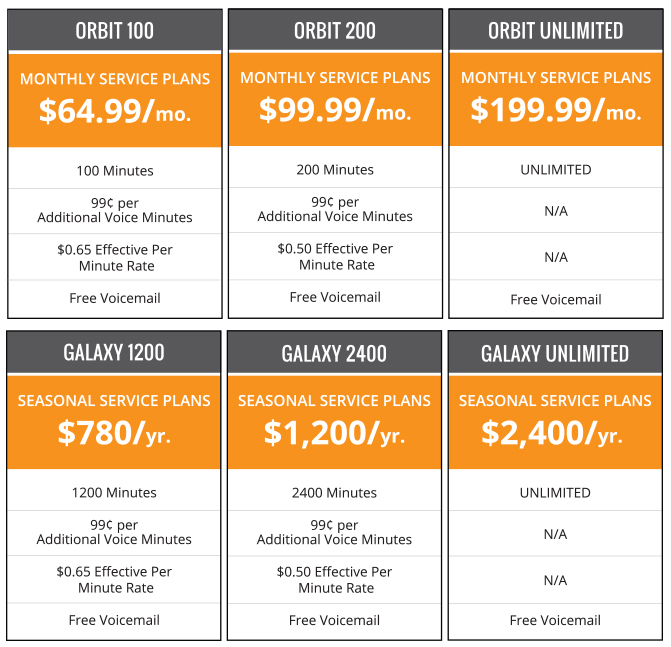 ORBIT 100
MONTHLY SERVICE PLANS
$64.99/mo.
100 Minutes
99¢ per
Additional Voice Minutes
$0.65 Effective Per
Minute Rate
Free Voicemail
ORBIT 200
MONTHLY SERVICE PLANS
$99.99/mo.
200 Minutes
99¢ per
Additional Voice Minutes
$0.50 Effective Per
Minute Rate
Free Voicemail
ORBIT UNLIMITED
MONTHLY SERVICE PLANS
$199.99/mo.
UNLIMITED
N/A
N/A
Free Voicemail
GALAXY 1200
SEASONAL SERVICE PLANS
$780/yr.
1200 Minutes
99¢ per
Additional Voice Minutes
$0.65 Effective Per
Minute Rate
Free Voicemail
GALAXY 2400
SEASONAL SERVICE PLANS
$1,200/yr.
2400 Minutes
99¢ per
Additional Voice Minutes
$0.50 Effective Per
Minute Rate
Free Voicemail
GALAXY UNLIMITED
SEASONAL SERVICE PLANS
$2,400/yr.
UNLIMITED
N/A
N/A
Free Voicemail